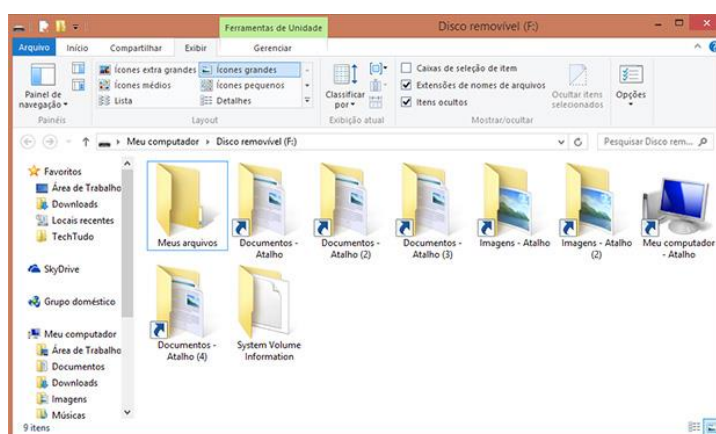 Ferramentas de Unidade
Disco removível (F:)
Arquivo Início Compartilhar Exibir Gerenciar
Painel de navegação
Ícones extra grandes Ícones grandes
Ícones médios Ícones pequenos
Lista Detalhes
Classificar por
Caixas de seleção de item
Extensões de nomes de arquivos
Itens ocultos
Ocultar itens selecionados
Opções
Painéis Layout Exibição atual Mostrar/ocultar
Meu computador Disco removível (F:)
Pesquisar Disco rem...
Favoritos
Área de Trabalho
Downloads
Locais recentes
TechTudo
SkyDrive
Grupo doméstico
Meu computador
Área de Trabalho
Documentos
Downloads
Imagens
Músicas
Meus arquivos
Documentos - Atalho
Documentos - Atalho (2)
Documentos - Atalho (3)
Imagens - Atalho
Imagens - Atalho (2)
Meu computador - Atalho
Documentos - Atalho (4)
System Volume Information
9 itens